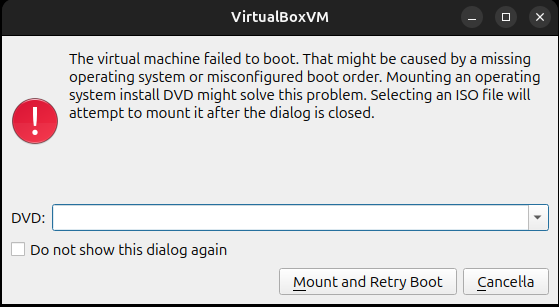 VirtualBoxVM
The virtual machine failed to boot. That might be caused by a missing
operating system or misconfigured boot order. Mounting an operating
system install DVD might solve this problem. Selecting an ISO file will
attempt to mount it after the dialog is closed.
DVD:
Do not show this dialog again
Mount and Retry Boot
Cancel·la